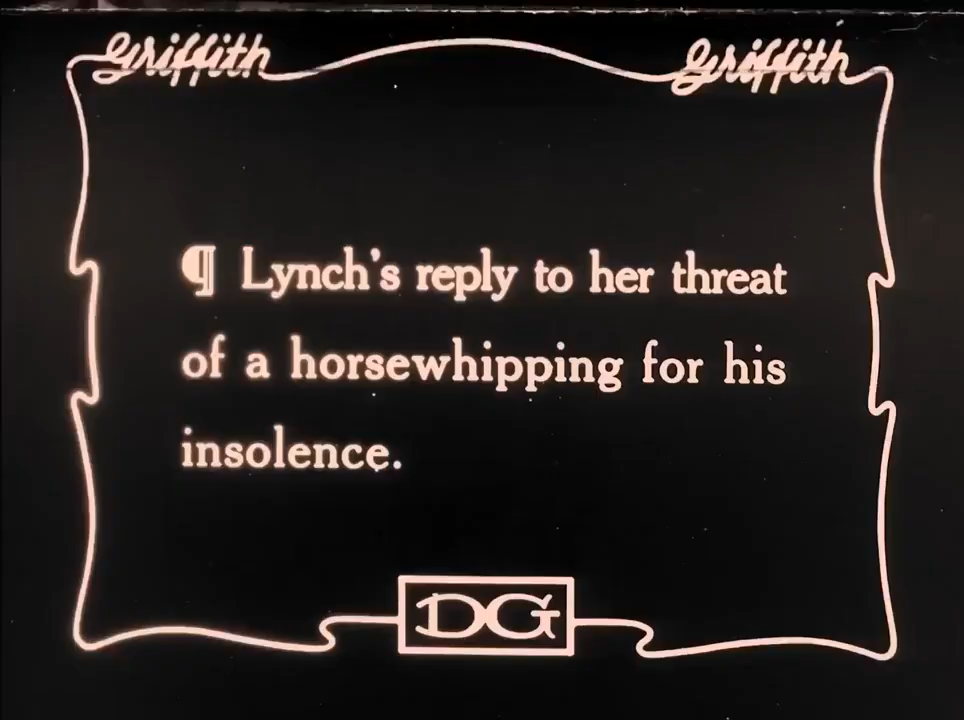 Griffith Griffith
¶ Lynch's reply to her threat
of a horsewhipping for his
insolence.
DG